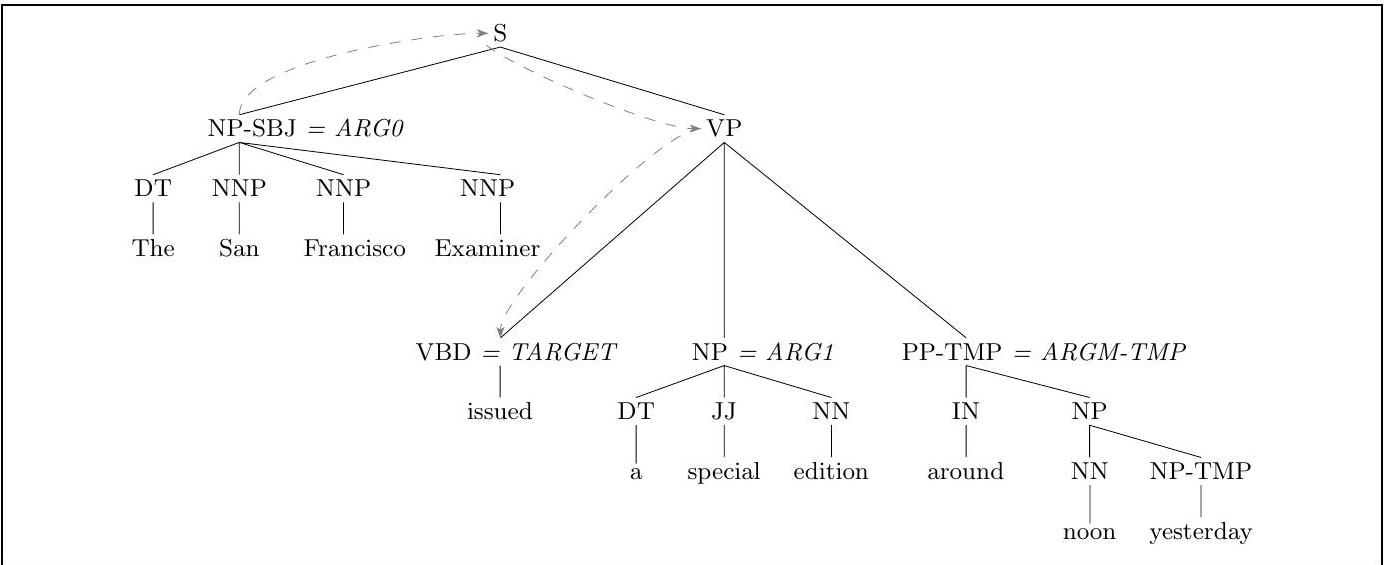 S
NP-SBJ = ARG0 VP
DT NNP NNP NNP
The San Francisco Examiner
VBD = TARGET NP = ARG1 PP-TMP = ARGM-TMP
issued DT JJ NN IN NP
a special edition around NN NP-TMP
noon yesterday